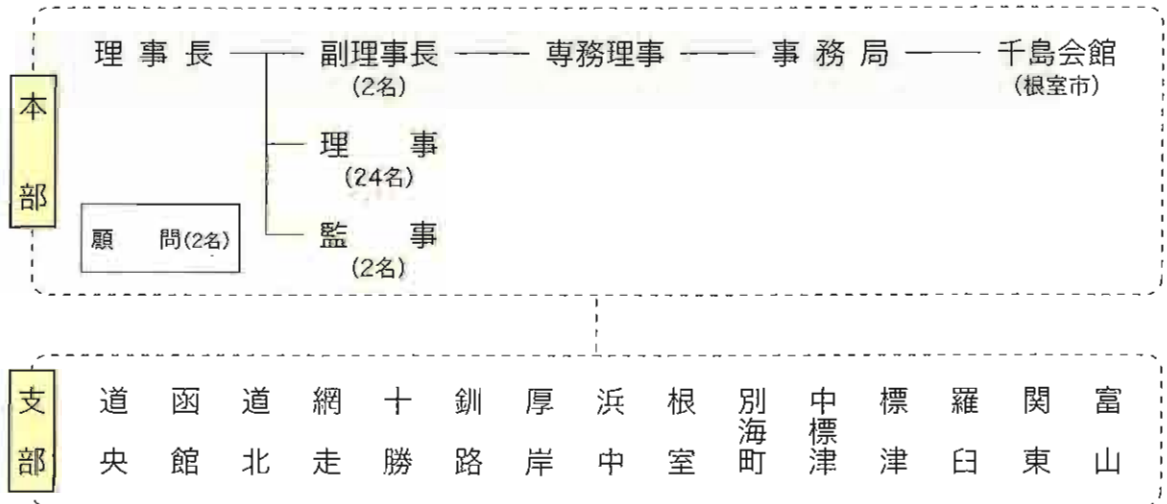 本部
理事長
副理事長
(2名)
専務理事
事務局
千島会館
(根室市)
理事
(24名)
監事
(2名)
顧問(2名)
支部
道央
函館
道北
網走
十勝
釧路
厚岸
浜中
根室
別海町
中標津
標津
羅臼
関東
富山